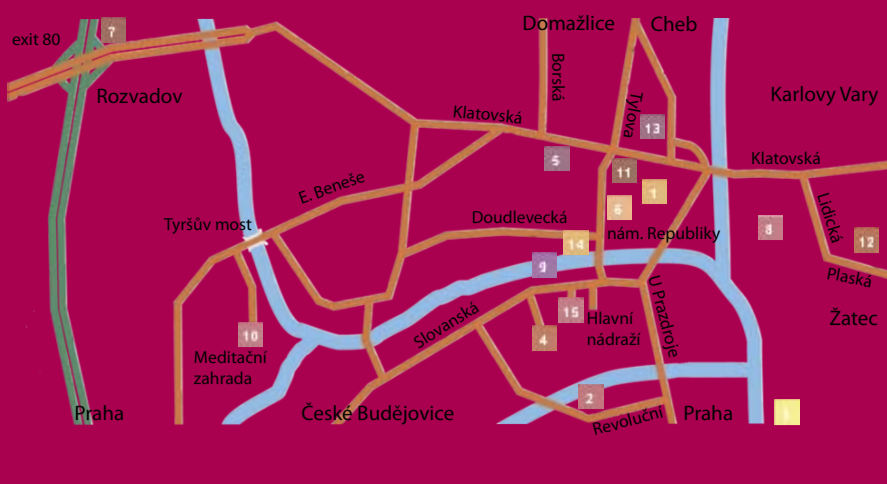 7
Domažlice
Cheb
exit 80
Borská
Rozvadov
Karlovy Vary
Klatovská
Tylova
13
5
11
Klatovská
E. Beneše
1
6
Lidická
Tyršův most
Doudlevecká
nám. Republiky
8
12
14
9
Plaská
U Prazdroje
15
Hlavní
nádraží
Žatec
Slovanská
10
4
Meditační
zahrada
2
Praha
České Budějovice
Revoluční
Praha